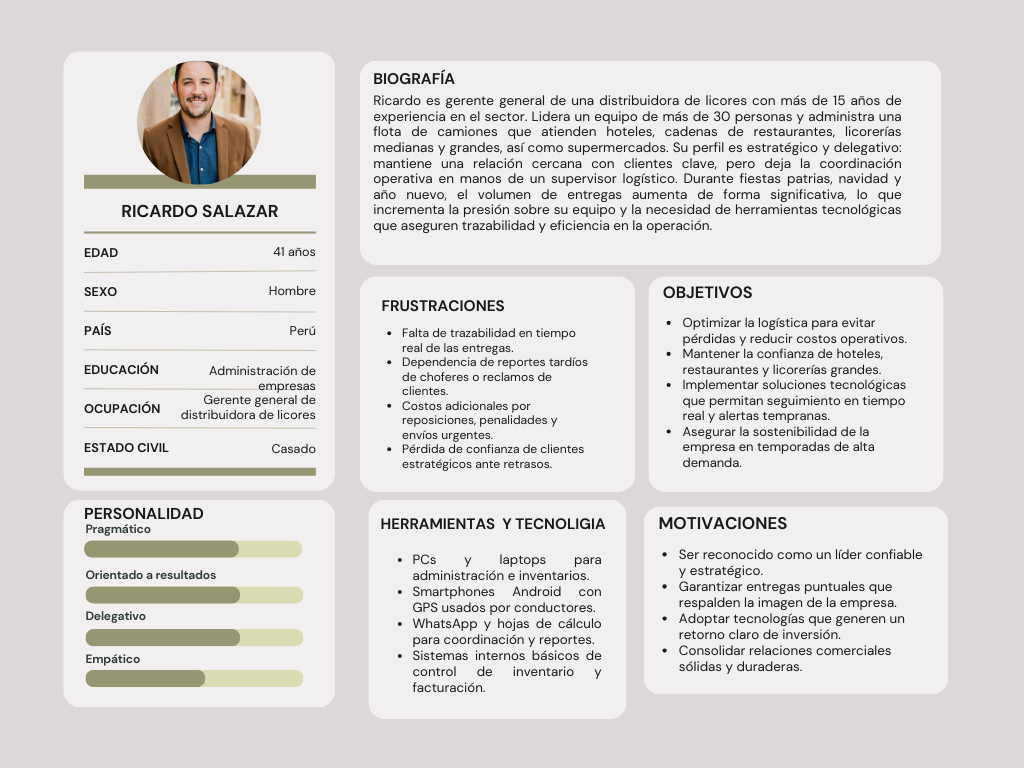 RICARDO SALAZAR
EDAD 41 años
SEXO Hombre
PAÍS Perú
EDUCACIÓN Administración de
empresas
OCUPACIÓN Gerente general de
distribuidora de licores
ESTADO CIVIL Casado
PERSONALIDAD
Pragmático
Orientado a resultados
Delegativo
Empático
BIOGRAFÍA
Ricardo es gerente general de una distribuidora de licores con más de 15 años de
experiencia en el sector. Lidera un equipo de más de 30 personas y administra una
flota de camiones que atienden hoteles, cadenas de restaurantes, licorerías
medianas y grandes, así como supermercados. Su perfil es estratégico y delegativo:
mantiene una relación cercana con clientes clave, pero deja la coordinación
operativa en manos de un supervisor logístico. Durante fiestas patrias, navidad y
año nuevo, el volumen de entregas aumenta de forma significativa, lo que
incrementa la presión sobre su equipo y la necesidad de herramientas tecnológicas
que aseguren trazabilidad y eficiencia en la operación.
FRUSTRACIONES
• Falta de trazabilidad en tiempo
real de las entregas.
• Dependencia de reportes tardíos
de choferes o reclamos de
clientes.
• Costos adicionales por
reposiciones, penalidades y
envíos urgentes.
• Pérdida de confianza de clientes
estratégicos ante retrasos.
OBJETIVOS
• Optimizar la logística para evitar
pérdidas y reducir costos operativos.
• Mantener la confianza de hoteles,
restaurantes y licorerías grandes.
• Implementar soluciones tecnológicas
que permitan seguimiento en tiempo
real y alertas tempranas.
• Asegurar la sostenibilidad de la
empresa en temporadas de alta
demanda.
HERRAMIENTAS Y TECNOLIGIA
• PCs y laptops para
administración e inventarios.
• Smartphones Android con
GPS usados por conductores.
• WhatsApp y hojas de cálculo
para coordinación y reportes.
• Sistemas internos básicos de
control de inventario y
facturación.
MOTIVACIONES
• Ser reconocido como un líder confiable
y estratégico.
• Garantizar entregas puntuales que
respalden la imagen de la empresa.
• Adoptar tecnologías que generen un
retorno claro de inversión.
• Consolidar relaciones comerciales
sólidas y duraderas.